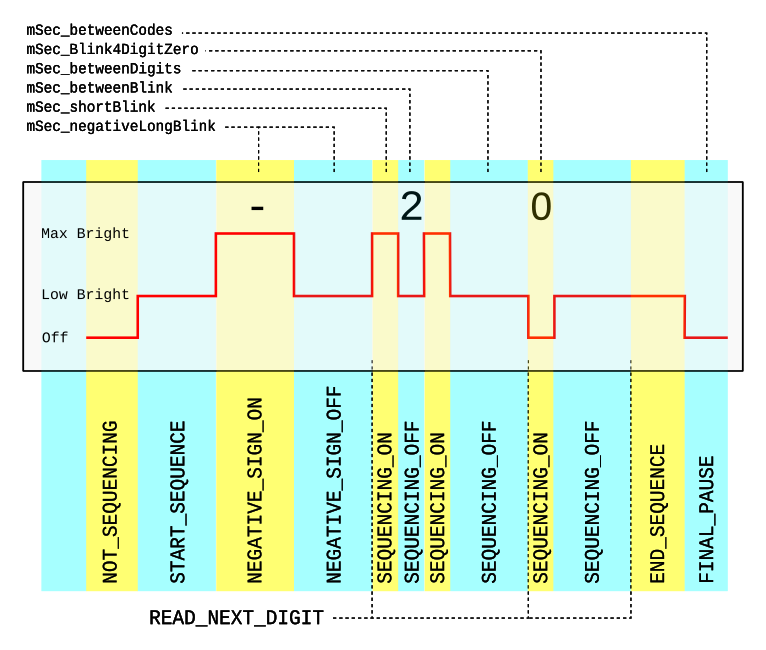 mSec_betweenCodes
mSec_Blink4DigitZero
mSec_betweenDigits
mSec_betweenBlink
mSec_shortBlink
mSec_negativeLongBlink
- 2 0
Max Bright
Low Bright
Off
NOT_SEQUENCING
START_SEQUENCE
NEGATIVE_SIGN_ON
NEGATIVE_SIGN_OFF
SEQUENCING_ON
SEQUENCING_OFF
SEQUENCING_ON
SEQUENCING_OFF
SEQUENCING_ON
SEQUENCING_OFF
END_SEQUENCE
FINAL_PAUSE
READ_NEXT_DIGIT